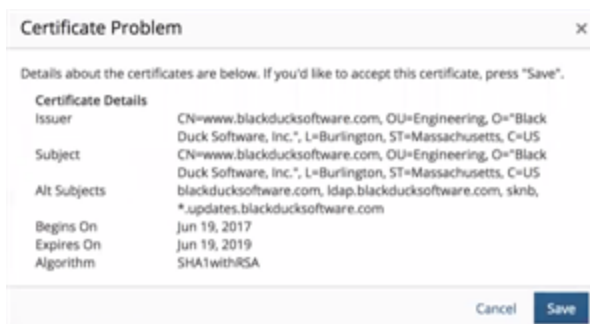 Certificate Problem ×
Details about the certificates are below. If you'd like to accept this certificate, press "Save".
Certificate Details
Issuer CN=www.blackducksoftware.com, OU=Engineering, O="Black
Duck Software, Inc.", L=Burlington, ST=Massachusetts, C=US
Subject CN=www.blackducksoftware.com, OU=Engineering, O="Black
Duck Software, Inc.", L=Burlington, ST=Massachusetts, C=US
Alt Subjects blackducksoftware.com, ldap.blackducksoftware.com, sknb,
*.updates.blackducksoftware.com
Begins On Jun 19, 2017
Expires On Jun 19, 2019
Algorithm SHA1withRSA
Cancel Save